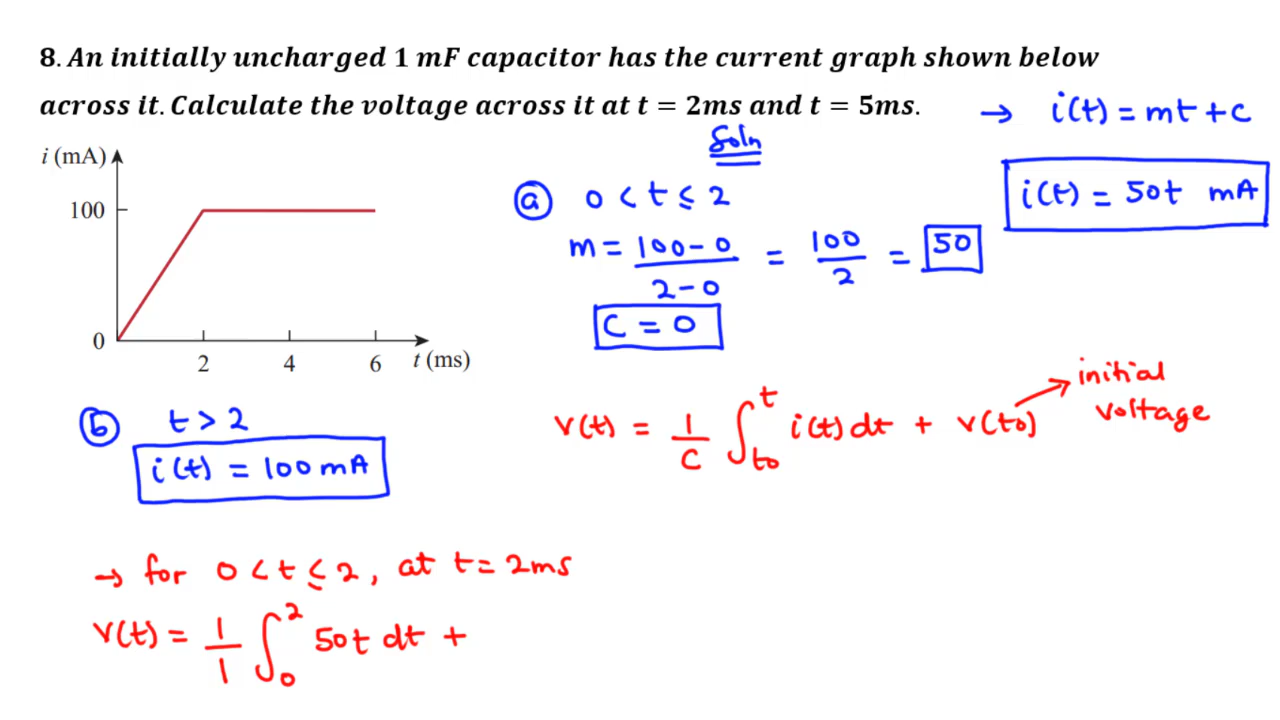 8. An initially uncharged 1 mF capacitor has the current graph shown below
across it. Calculate the voltage across it at t = 2ms and t = 5ms.
→ i(t) = mt + c
i(t) = 50t mA
Soln
i (mA)
100
0
2 4 6 t (ms)
(a) 0 < t ≤ 2
m = 100 - 0 / 2 - 0 = 100 / 2 = 50
C = 0
(b) t > 2
i(t) = 100 mA
v(t) = 1/C ∫_{to}^{t} i(t) dt + v(to)
initial
voltage
→ for 0 < t ≤ 2, at t = 2ms
v(t) = 1/1 ∫_{0}^{2} 50t dt +